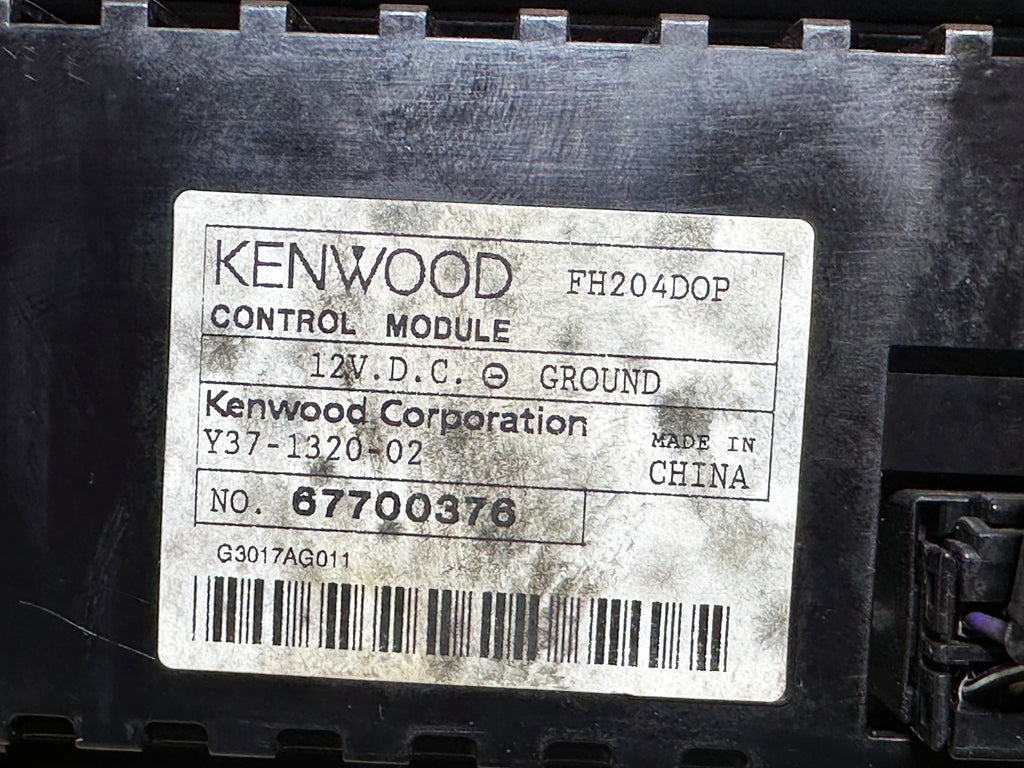 KENWOOD FH204DOP
CONTROL MODULE
12V.D.C. ⊖ GROUND
Kenwood Corporation
Y37-1320-02
MADE IN
CHINA
NO. 67700376
G3017AG011